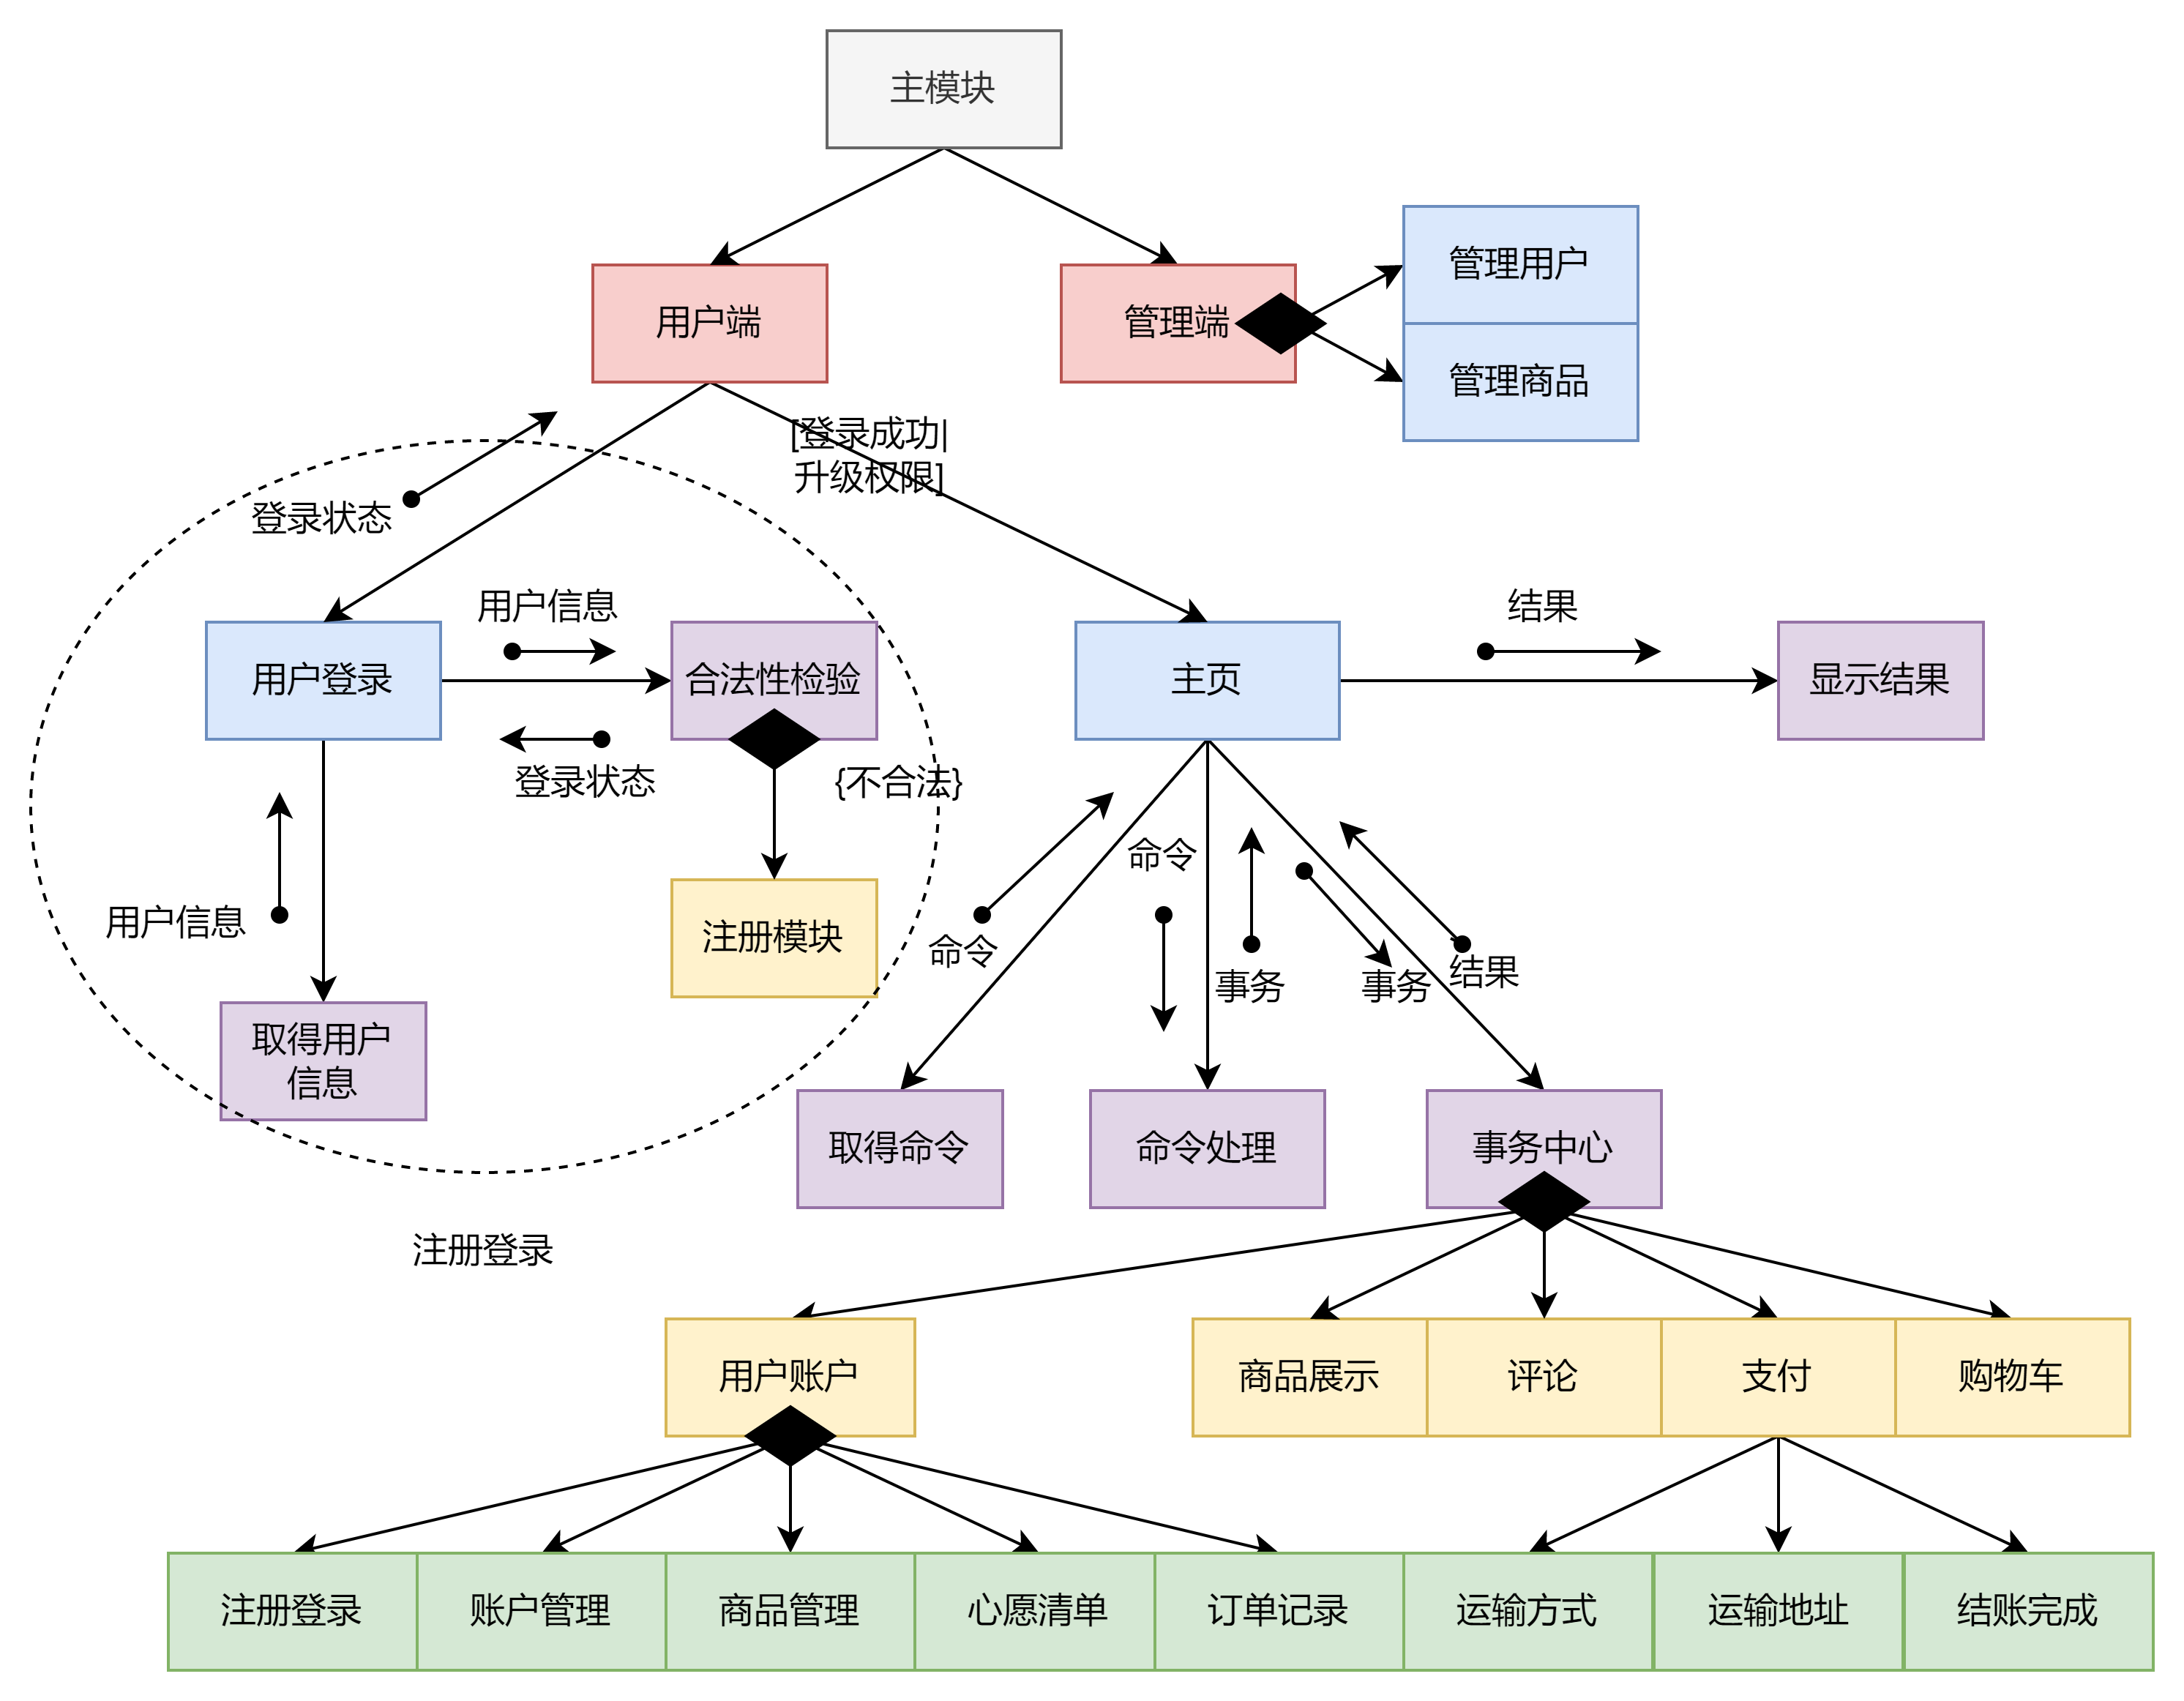 主模块
用户端
管理端
管理用户
管理商品
[登录成功|
升级权限]
登录状态
用户信息
结果
用户登录
合法性检验
主页
显示结果
登录状态
{不合法}
命令
用户信息
注册模块
命令
事务
事务
结果
取得用户
信息
取得命令
命令处理
事务中心
注册登录
用户账户
商品展示
评论
支付
购物车
注册登录
账户管理
商品管理
心愿清单
订单记录
运输方式
运输地址
结账完成